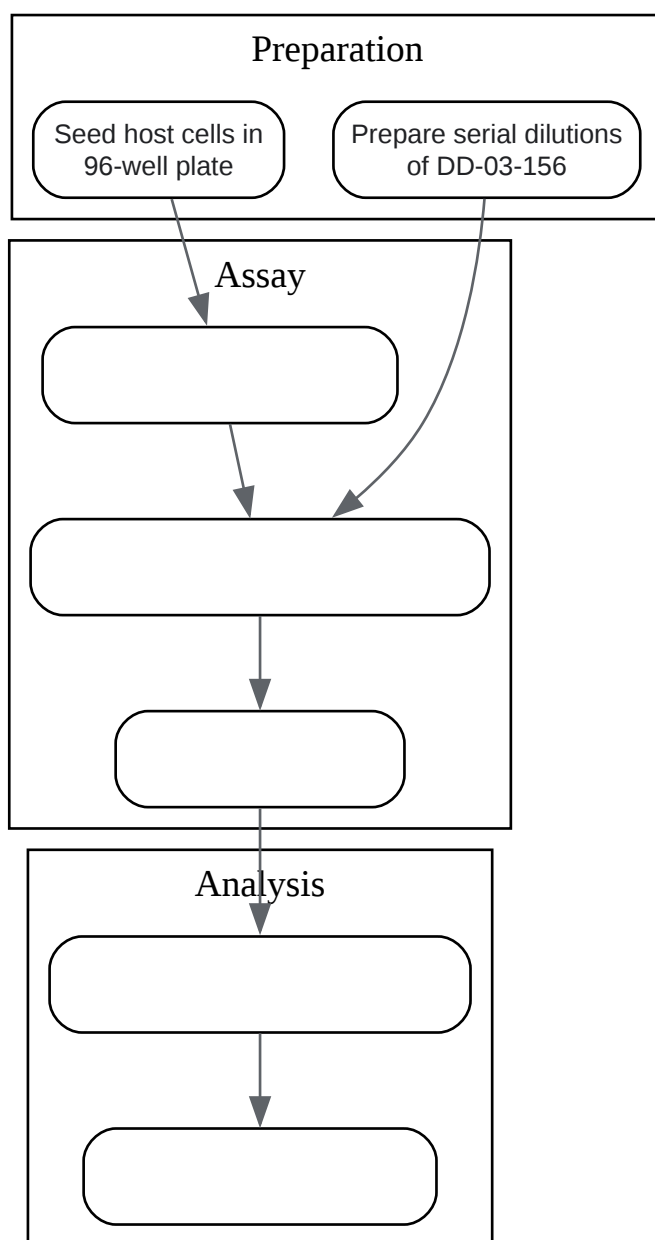 Preparation
Seed host cells in
96-well plate
Prepare serial dilutions
of DD-03-156
Assay
Analysis